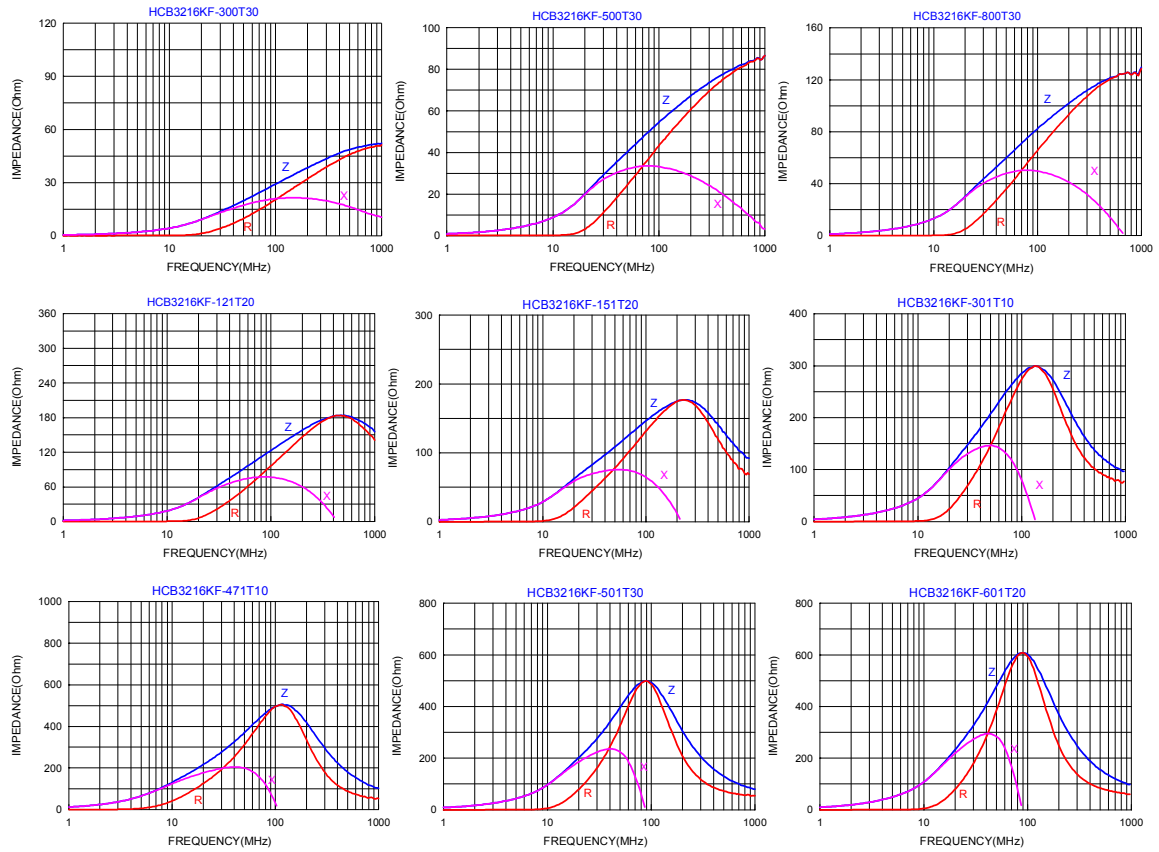 HCB3216KF-300T30
IMPEDANCE(Ohm)
120
90
60
30
0
Z
X
R
1
10
100
1000
FREQUENCY(MHz)
HCB3216KF-500T30
IMPEDANCE(Ohm)
100
80
60
40
20
0
Z
X
R
1
10
100
1000
FREQUENCY(MHz)
HCB3216KF-800T30
IMPEDANCE(Ohm)
160
120
80
40
0
Z
X
R
1
10
100
1000
FREQUENCY(MHz)
HCB3216KF-121T20
IMPEDANCE(Ohm)
360
300
240
180
120
60
0
Z
X
R
1
10
100
1000
FREQUENCY(MHz)
HCB3216KF-151T20
IMPEDANCE(Ohm)
300
200
100
0
Z
X
R
1
10
100
1000
FREQUENCY(MHz)
HCB3216KF-301T10
IMPEDANCE(Ohm)
400
300
200
100
0
Z
X
R
1
10
100
1000
FREQUENCY(MHz)
HCB3216KF-471T10
IMPEDANCE(Ohm)
1000
800
600
400
200
0
Z
X
R
1
10
100
1000
FREQUENCY(MHz)
HCB3216KF-501T30
IMPEDANCE(Ohm)
800
600
400
200
0
Z
X
R
1
10
100
1000
FREQUENCY(MHz)
HCB3216KF-601T20
IMPEDANCE(Ohm)
800
600
400
200
0
Z
X
R
1
10
100
1000
FREQUENCY(MHz)